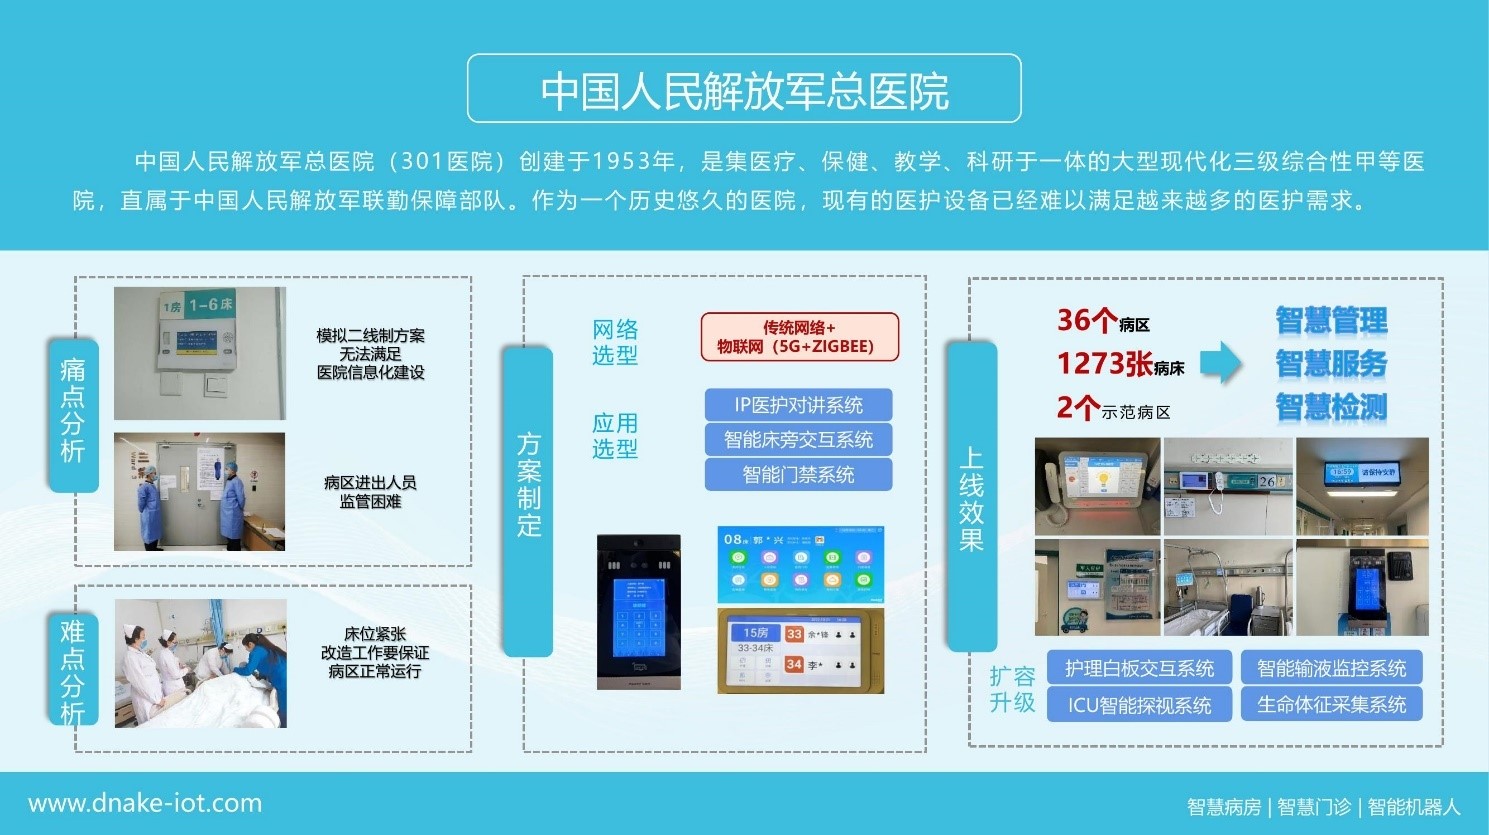 中国人民解放军总医院
中国人民解放军总医院（301医院）创建于1953年，是集医疗、保健、教学、科研于一体的大型现代化三级综合性甲等医
院，直属于中国人民解放军联勤保障部队。作为一个历史悠久的医院，现有的医护设备已经难以满足越来越多的医护需求。
痛点分析
1房 1-6床
模拟二线制方案
无法满足
医院信息化建设
病区进出人员
监管困难
难点分析
床位紧张
改造工作要保证
病区正常运行
方案制定
网络
选型
传统网络+
物联网（5G+ZIGBEE）
应用
选型
IP医护对讲系统
智能床旁交互系统
智能门禁系统
08床 郭*兴
15房
33-34床
33 余*锋
34 李*
上线效果
36个病区
1273张病床
2个示范病区
智慧管理
智慧服务
智慧检测
26
16:59 请保持安静
扩容
升级
护理白板交互系统
智能输液监控系统
ICU智能探视系统
生命体征采集系统
www.dnake-iot.com
智慧病房 | 智慧门诊 | 智能机器人